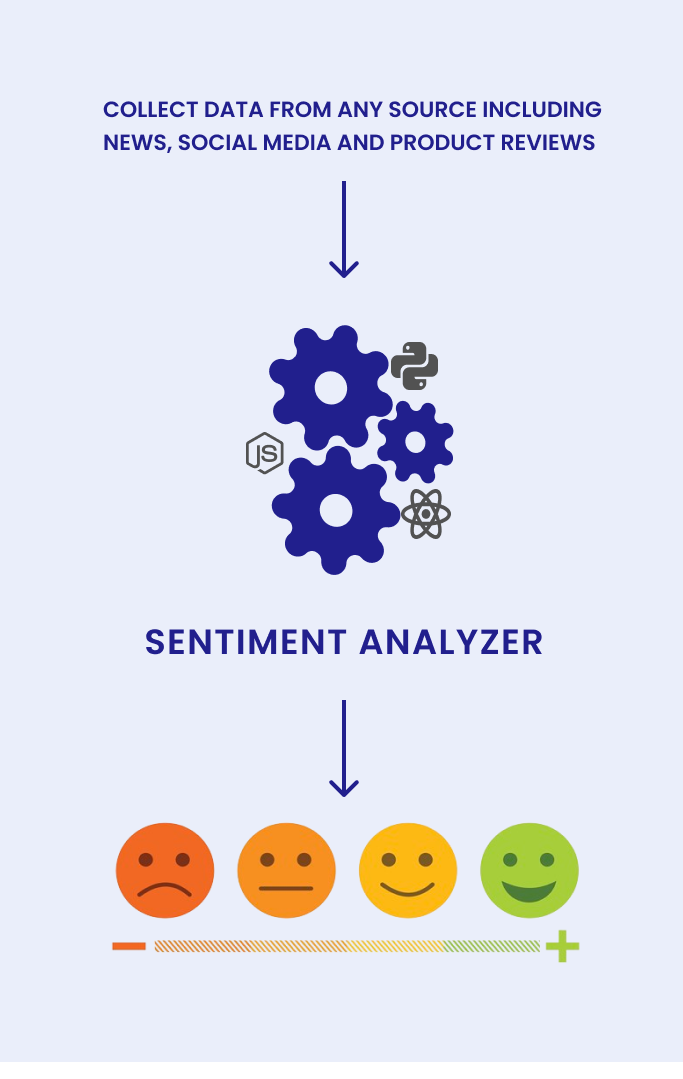 COLLECT DATA FROM ANY SOURCE INCLUDING
NEWS, SOCIAL MEDIA AND PRODUCT REVIEWS
JS
SENTIMENT ANALYZER